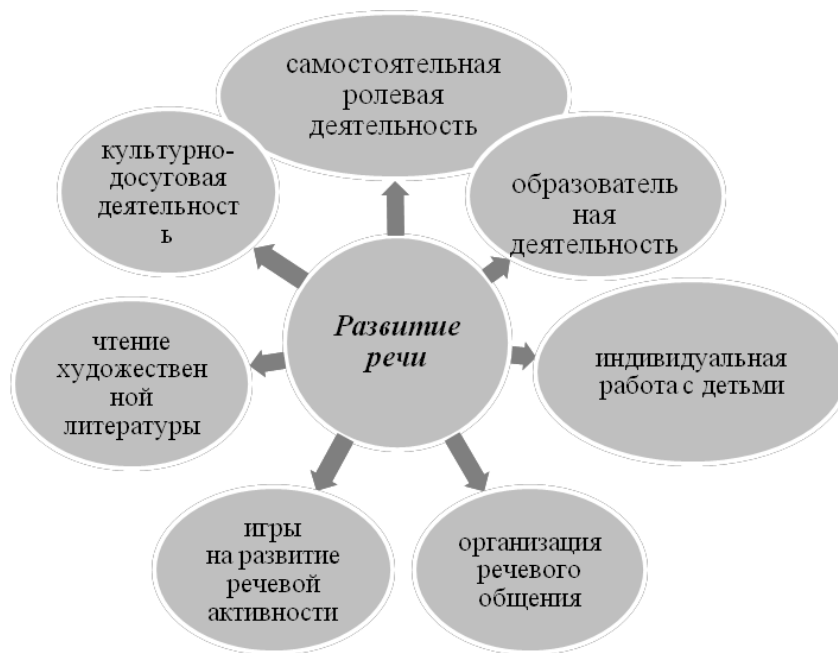 самостоятельная
ролевая
деятельность
культурно-
досуговая
деятельност
ь
образователь
ная
деятельность
Развитие
речи
чтение
художествен
ной
литературы
индивидуальная
работа с детьми
игры
на развитие
речевой
активности
организация
речевого
общения